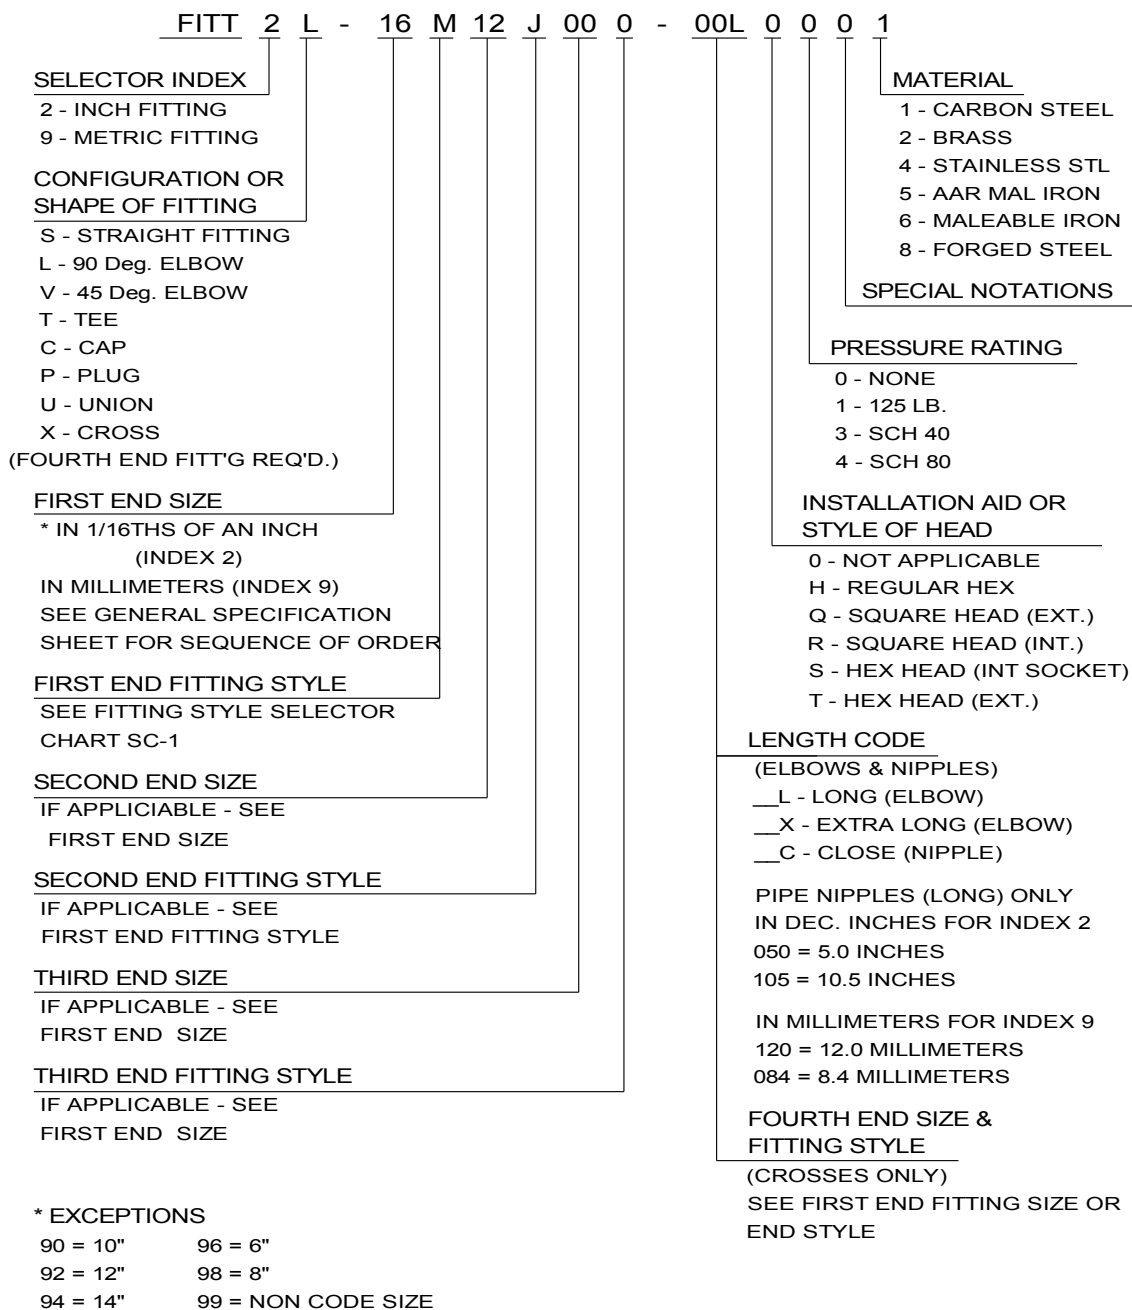 FITT 2 L - 16 M 12 J 00 0 - 00L 0 0 0 1
SELECTOR INDEX
2 - INCH FITTING
9 - METRIC FITTING
CONFIGURATION OR
SHAPE OF FITTING
S - STRAIGHT FITTING
L - 90 Deg. ELBOW
V - 45 Deg. ELBOW
T - TEE
C - CAP
P - PLUG
U - UNION
X - CROSS
(FOURTH END FITT'G REQ'D.)
FIRST END SIZE
* IN 1/16THS OF AN INCH
(INDEX 2)
IN MILLIMETERS (INDEX 9)
SEE GENERAL SPECIFICATION
SHEET FOR SEQUENCE OF ORDER
FIRST END FITTING STYLE
SEE FITTING STYLE SELECTOR
CHART SC-1
SECOND END SIZE
IF APPLICIABLE - SEE
FIRST END SIZE
SECOND END FITTING STYLE
IF APPLICABLE - SEE
FIRST END FITTING STYLE
THIRD END SIZE
IF APPLICABLE - SEE
FIRST END SIZE
THIRD END FITTING STYLE
IF APPLICABLE - SEE
FIRST END SIZE
* EXCEPTIONS
90 = 10" 96 = 6"
92 = 12" 98 = 8"
94 = 14" 99 = NON CODE SIZE
MATERIAL
1 - CARBON STEEL
2 - BRASS
4 - STAINLESS STL
5 - AAR MAL IRON
6 - MALEABLE IRON
8 - FORGED STEEL
SPECIAL NOTATIONS
PRESSURE RATING
0 - NONE
1 - 125 LB.
3 - SCH 40
4 - SCH 80
INSTALLATION AID OR
STYLE OF HEAD
0 - NOT APPLICABLE
H - REGULAR HEX
Q - SQUARE HEAD (EXT.)
R - SQUARE HEAD (INT.)
S - HEX HEAD (INT SOCKET)
T - HEX HEAD (EXT.)
LENGTH CODE
(ELBOWS & NIPPLES)
__L - LONG (ELBOW)
__X - EXTRA LONG (ELBOW)
__C - CLOSE (NIPPLE)
PIPE NIPPLES (LONG) ONLY
IN DEC. INCHES FOR INDEX 2
050 = 5.0 INCHES
105 = 10.5 INCHES
IN MILLIMETERS FOR INDEX 9
120 = 12.0 MILLIMETERS
084 = 8.4 MILLIMETERS
FOURTH END SIZE &
FITTING STYLE
(CROSSES ONLY)
SEE FIRST END FITTING SIZE OR
END STYLE